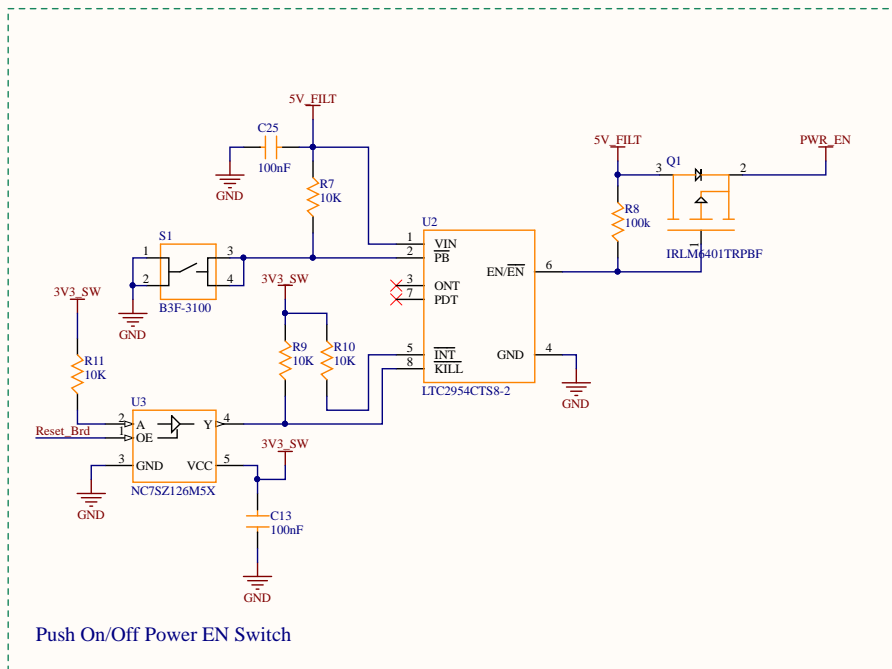 5V_FILT
C25
100nF
GND
R7
10K
5V_FILT
PWR_EN
Q1
3
2
R8
100k
1
IRLM6401TRPBF
S1
1
3
2
4
B3F-3100
GND
U2
1
VIN
2
PB
3
ONT
7
PDT
5
INT
8
KILL
EN/EN
6
GND
4
LTC2954CTS8-2
GND
3V3_SW
3V3_SW
R9
10K
R10
10K
R11
10K
U3
2
A
Y
4
Reset_Brd
1
OE
3
GND
VCC
5
NC7SZ126M5X
GND
3V3_SW
C13
100nF
GND
Push On/Off Power EN Switch